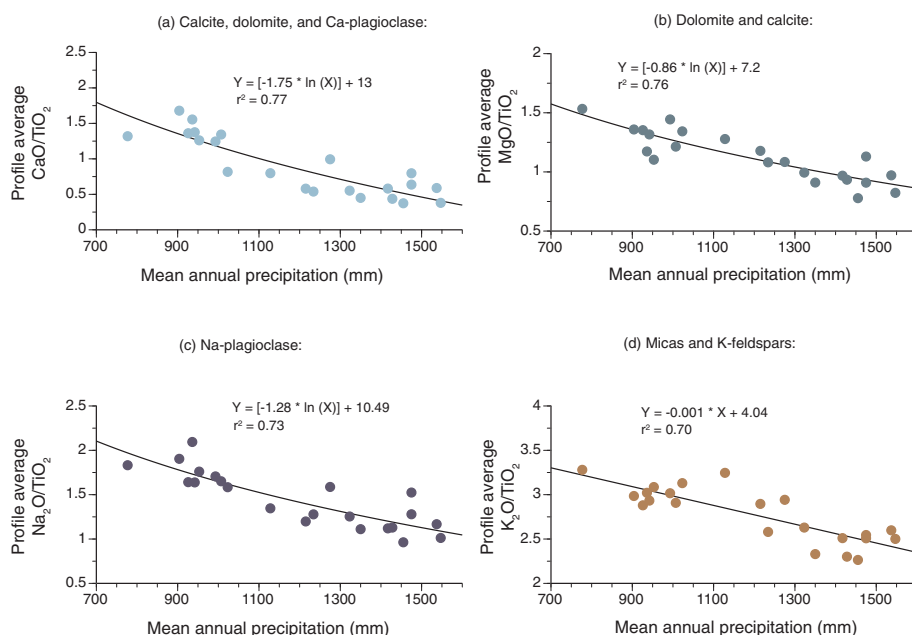 (a) Calcite, dolomite, and Ca-plagioclase:
Profile average
CaO/TiO₂
2.5
2
1.5
1
0.5
0
Y = [-1.75 * ln (X)] + 13
r² = 0.77
700 900 1100 1300 1500
Mean annual precipitation (mm)
(b) Dolomite and calcite:
Profile average
MgO/TiO₂
2
1.5
1
0.5
Y = [-0.86 * ln (X)] + 7.2
r² = 0.76
700 900 1100 1300 1500
Mean annual precipitation (mm)
(c) Na-plagioclase:
Profile average
Na₂O/TiO₂
2.5
2
1.5
1
0.5
Y = [-1.28 * ln (X)] + 10.49
r² = 0.73
700 900 1100 1300 1500
Mean annual precipitation (mm)
(d) Micas and K-feldspars:
Profile average
K₂O/TiO₂
4
3.5
3
2.5
2
Y = -0.001 * X + 4.04
r² = 0.70
700 900 1100 1300 1500
Mean annual precipitation (mm)